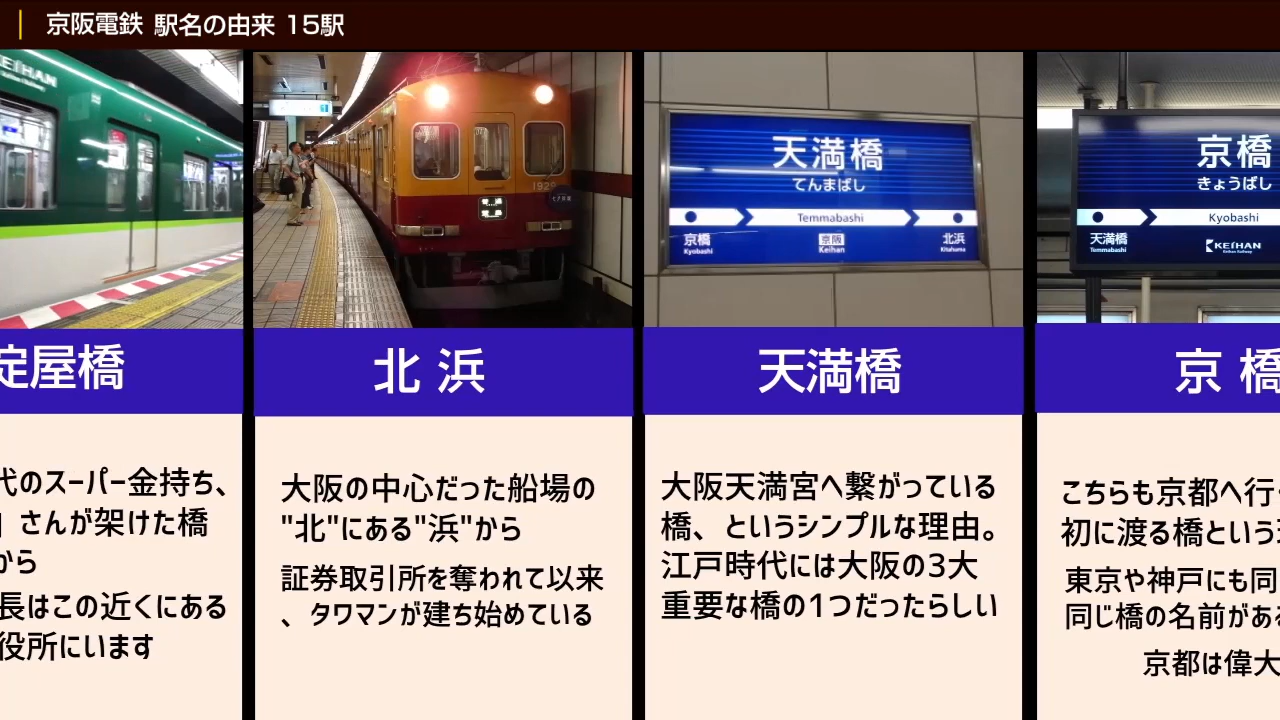 京阪電鉄 駅名の由来 15駅
KEIHAN
淀屋橋
代のスーパー金持ち、
」さんが架けた橋
から
長はこの近くにある
役所にいます
1929
北 浜
大阪の中心だった船場の
"北"にある"浜"から
証券取引所を奪われて以来
、タワマンが建ち始めている
天満橋
てんまばし
Temmabashi
京橋
Kyobashi
京阪
Keihan
北浜
Kitahama
天満橋
大阪天満宮へ繋がっている
橋、というシンプルな理由。
江戸時代には大阪の3大
重要な橋の1つだったらしい
京橋
きょうばし
Kyobashi
天満橋
Temmabashi
KEIHAN
Keihan Railway
京 橋
こちらも京都へ行
初に渡る橋という
東京や神戸にも同
同じ橋の名前があ
京都は偉大